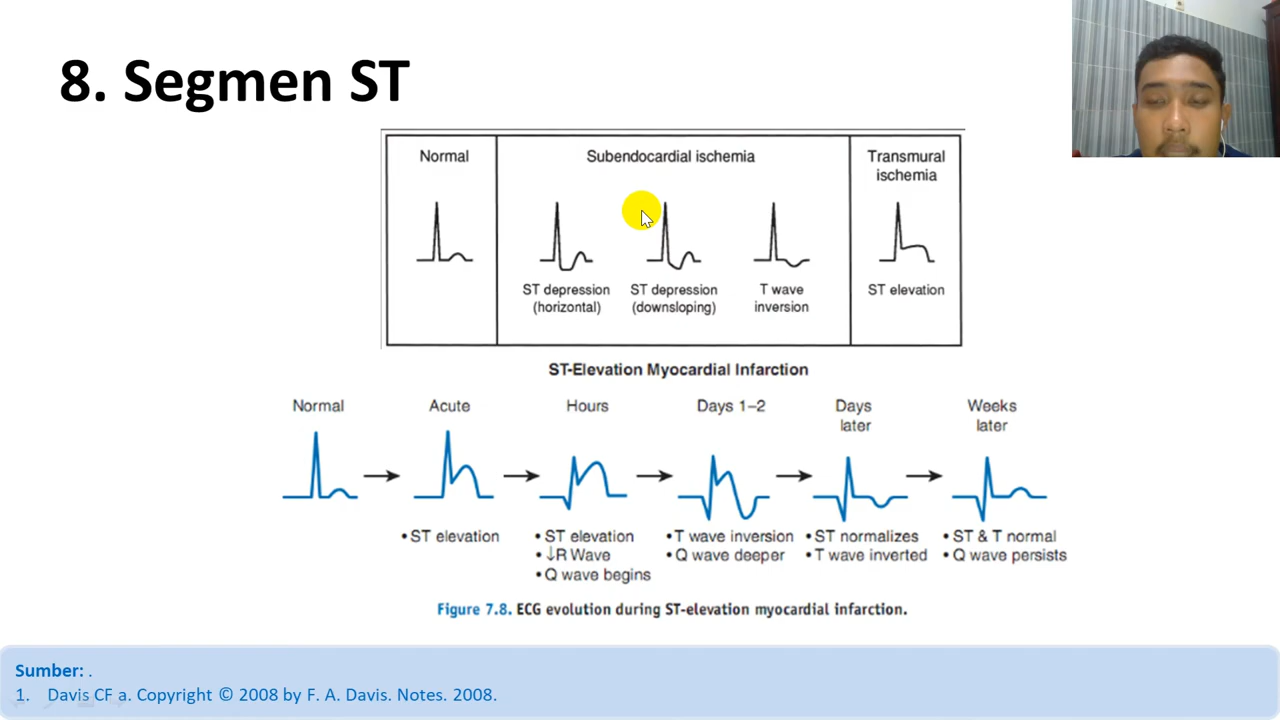 8. Segmen ST
Normal
Subendocardial ischemia
Transmural
ischemia
ST depression
(horizontal)
ST depression
(downsloping)
T wave
inversion
ST elevation
ST-Elevation Myocardial Infarction
Normal
Acute
Hours
Days 1–2
Days
later
Weeks
later
• ST elevation
• ST elevation
• ↓R Wave
• Q wave begins
• T wave inversion
• Q wave deeper
• ST normalizes
• T wave inverted
• ST & T normal
• Q wave persists
Figure 7.8. ECG evolution during ST-elevation myocardial infarction.
Sumber: .
1. Davis CF a. Copyright © 2008 by F. A. Davis. Notes. 2008.